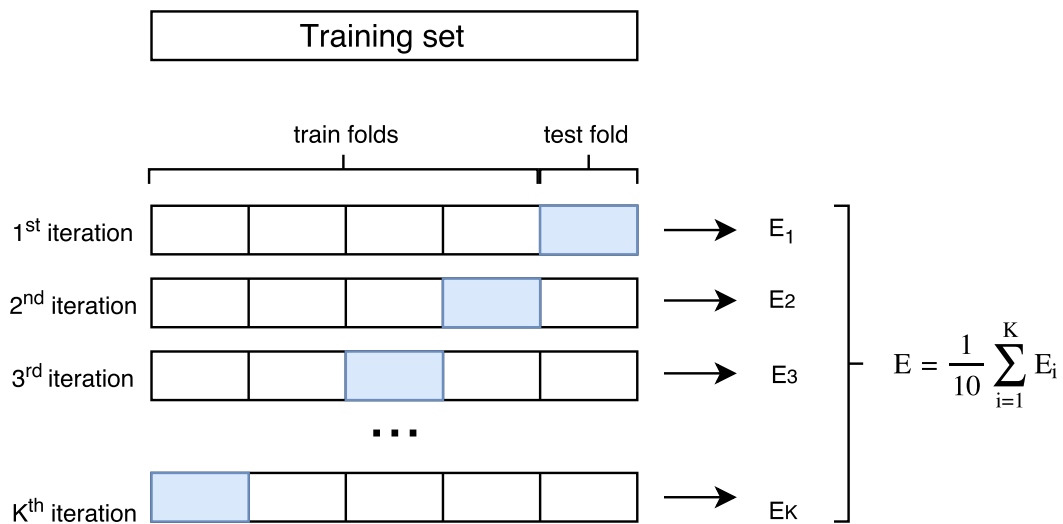 Training set
train folds
test fold
1st iteration
E1
2nd iteration
E2
3rd iteration
E3
...
Kth iteration
EK
E = 1/10 K∑i=1 Ei